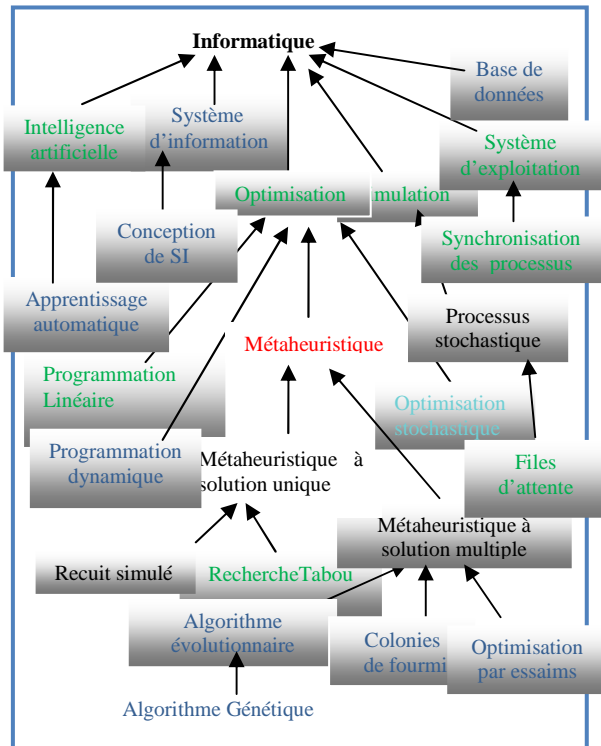 Informatique
Base de
données
Intelligence
artificielle
Système
d'information
Système
d'exploitation
Optimisation
mulation
Conception
de SI
Synchronisation
des processus
Apprentissage
automatique
Processus
stochastique
Métaheuristique
Programmation
Linéaire
Optimisation
stochastique
Programmation
dynamique
Métaheuristique à
solution unique
Files
d'attente
Métaheuristique à
solution multiple
Recuit simulé
RechercheTabou
Algorithme
évolutionnaire
Colonies
de fourmi
Optimisation
par essaims
Algorithme Génétique